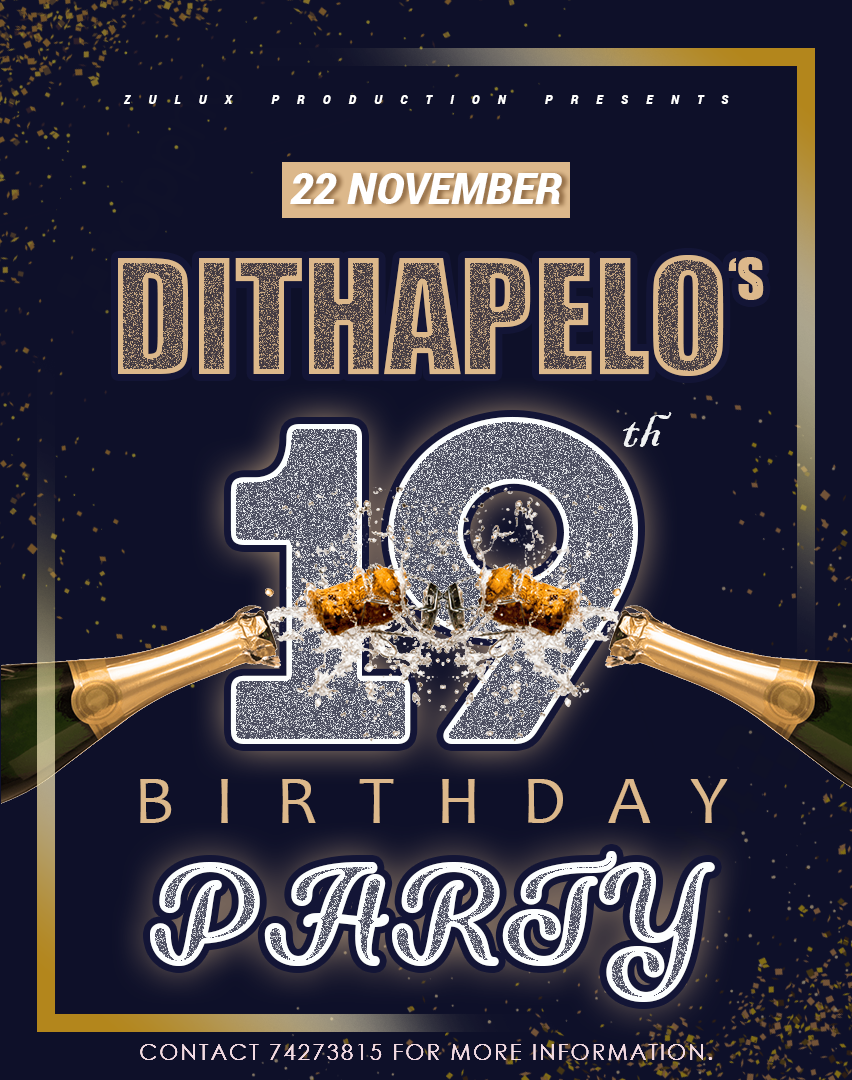 ZULUX PRODUCTION PRESENTS
22 NOVEMBER
DITHAPELO‘S
19th
BIRTHDAY
PARTY
CONTACT 74273815 FOR MORE INFORMATION.